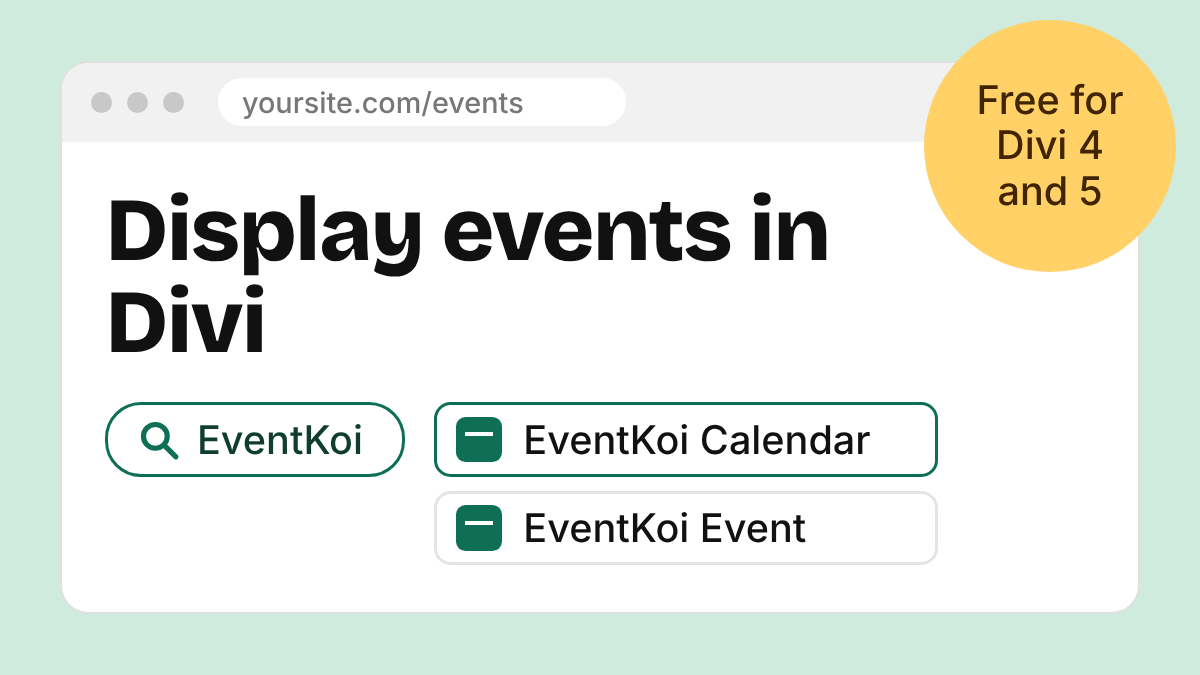 yoursite.com/events
Free for
Divi 4
and 5
Display events in
Divi
EventKoi
EventKoi Calendar
EventKoi Event